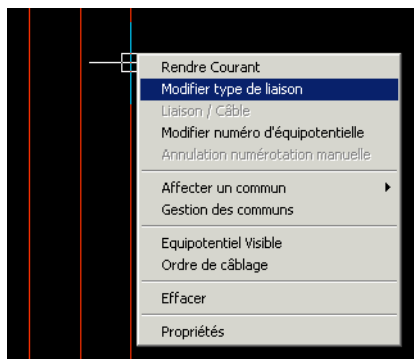 Rendre Courant
Modifier type de liaison
Liaison / Câble
Modifier numéro d'équipotentielle
Annulation numérotation manuelle
Affecter un commun
Gestion des communs
Equipotentiel Visible
Ordre de câblage
Effacer
Propriétés